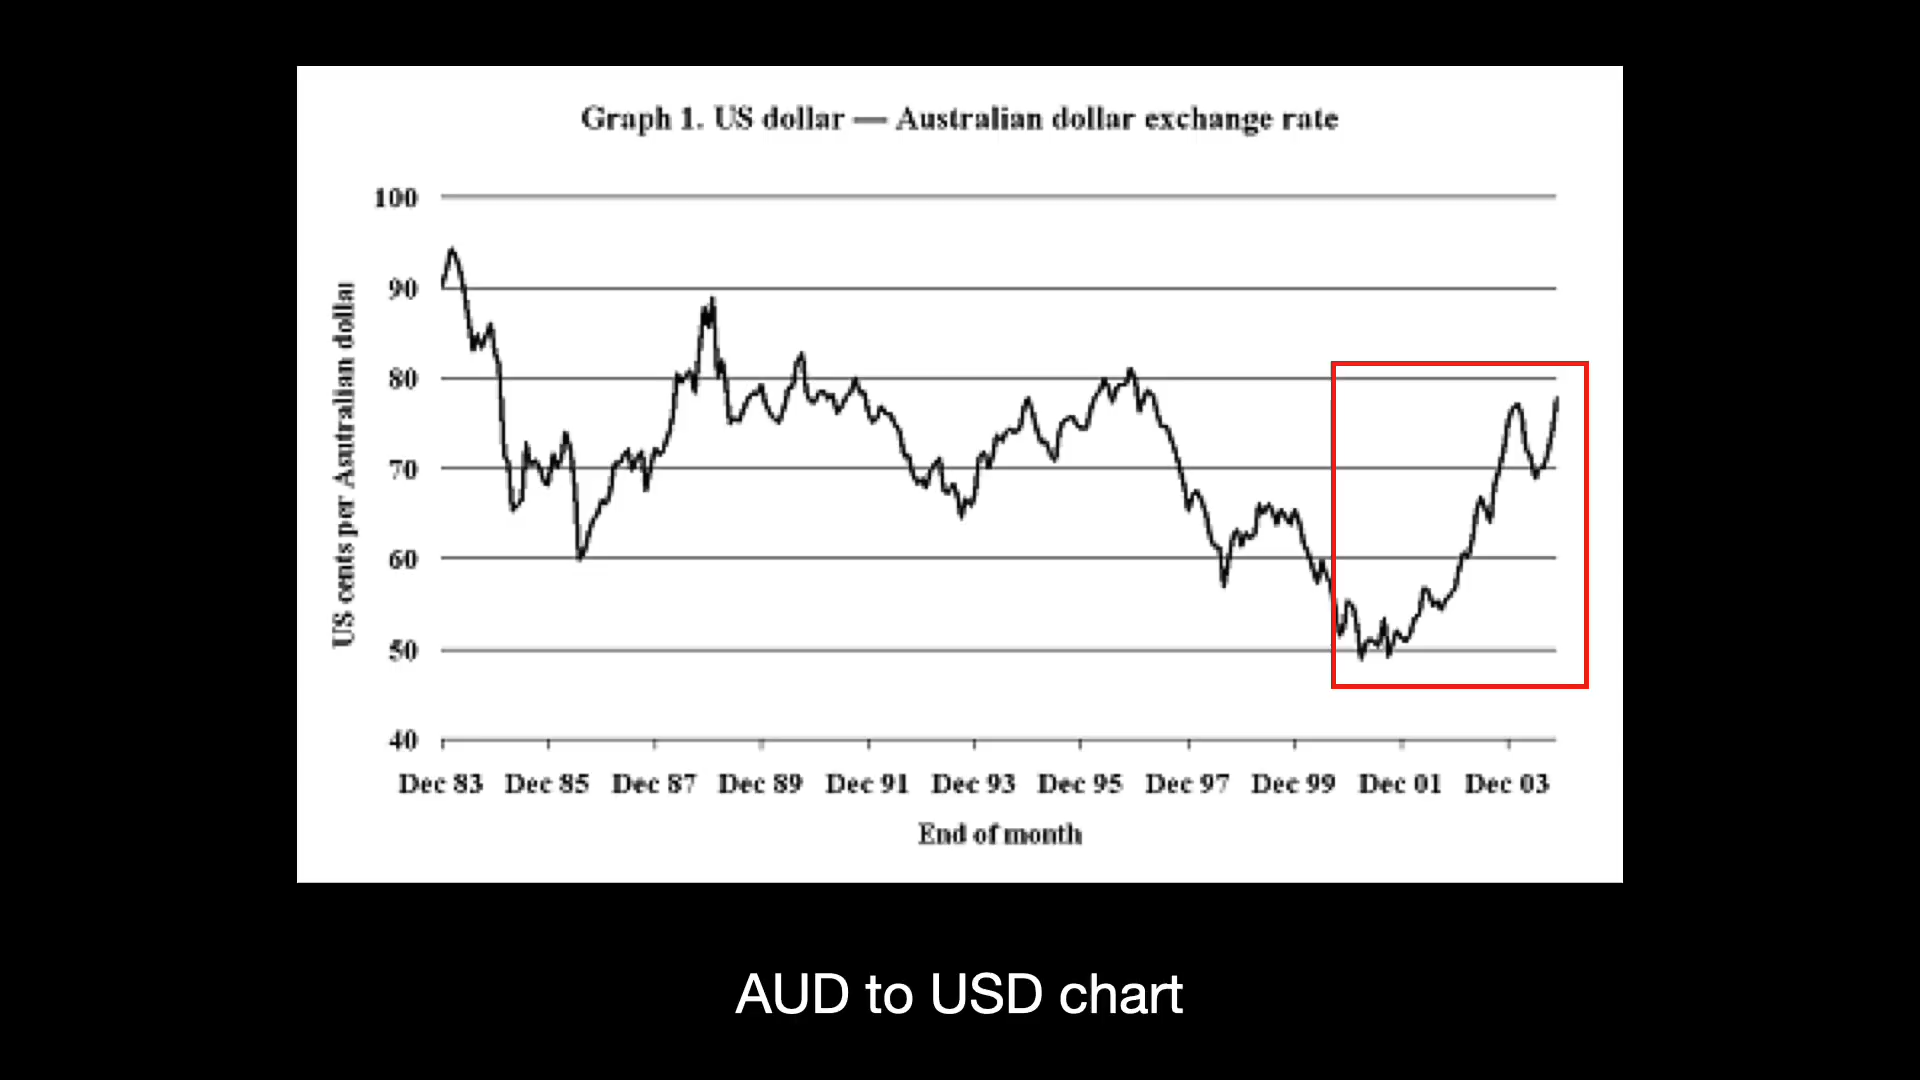 Graph 1. US dollar — Australian dollar exchange rate
100
90
80
70
60
50
40
US cents per Asutralian dollar
Dec 83 Dec 85 Dec 87 Dec 89 Dec 91 Dec 93 Dec 95 Dec 97 Dec 99 Dec 01 Dec 03
End of month
AUD to USD chart